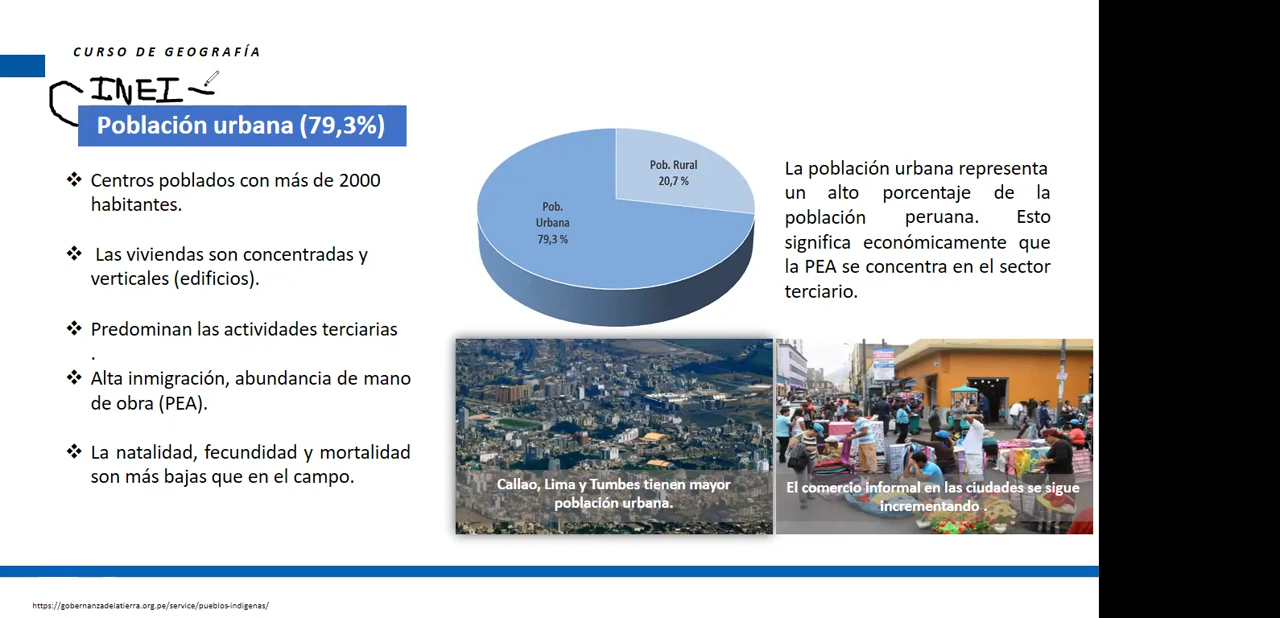 CURSO DE GEOGRAFÍA
INEI
Población urbana (79,3%)
❖ Centros poblados con más de 2000
habitantes.
❖ Las viviendas son concentradas y
verticales (edificios).
❖ Predominan las actividades terciarias
.
❖ Alta inmigración, abundancia de mano
de obra (PEA).
❖ La natalidad, fecundidad y mortalidad
son más bajas que en el campo.
Pob. Rural
20,7 %
Pob.
Urbana
79,3 %
La población urbana representa
un alto porcentaje de la
población peruana. Esto
significa económicamente que
la PEA se concentra en el sector
terciario.
Callao, Lima y Tumbes tienen mayor
población urbana.
El comercio informal en las ciudades se sigue
incrementando .
https://gobernanzadelatierra.org.pe/service/pueblos-indigenas/